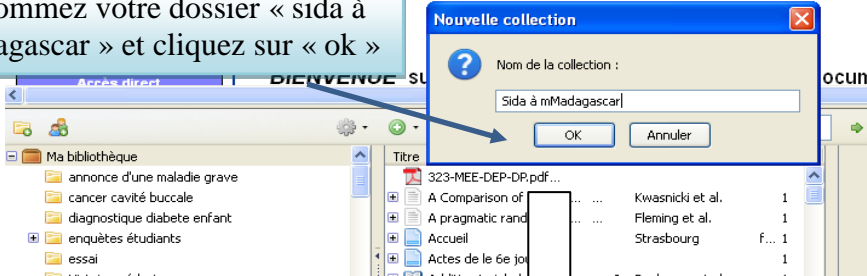 ommez votre dossier « sida à
agascar » et cliquez sur « ok »
Nouvelle collection
Nom de la collection :
Sida à mMadagascar
OK
Annuler
Accès direct
BIENVENUE su
ocum
Ma bibliothèque
annonce d'une maladie grave
cancer cavité buccale
diagnostique diabete enfant
enquètes étudiants
essai
Titre
323-MEE-DEP-DP.pdf...
A Comparison of ... ... Kwasnicki et al. 1
A pragmatic rand ... ... Fleming et al. 1
Accueil Strasbourg f... 1
Actes de le 6e jou 1